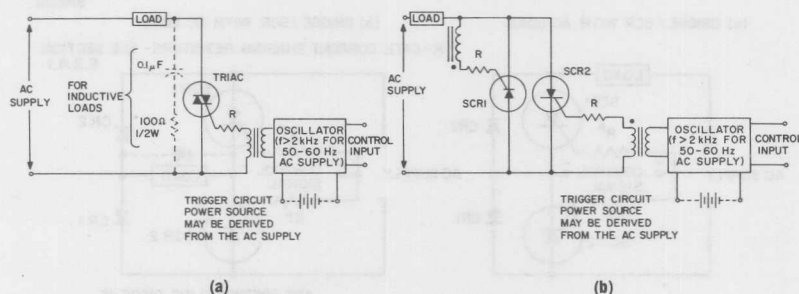 LOAD
0.1µF
TRIAC
AC
SUPPLY
FOR
INDUCTIVE
LOADS
100Ω
1/2W
R
OSCILLATOR
(f>2kHz FOR
50-60 Hz
AC SUPPLY)
CONTROL
INPUT
TRIGGER CIRCUIT
POWER SOURCE
MAY BE DERIVED
FROM THE AC SUPPLY
(a)
LOAD
R
SCR2
AC
SUPPLY
SCR1
R
OSCILLATOR
(f>2kHz FOR
50-60 Hz
AC SUPPLY)
CONTROL
INPUT
TRIGGER CIRCUIT
POWER SOURCE
MAY BE DERIVED
FROM THE AC SUPPLY
(b)